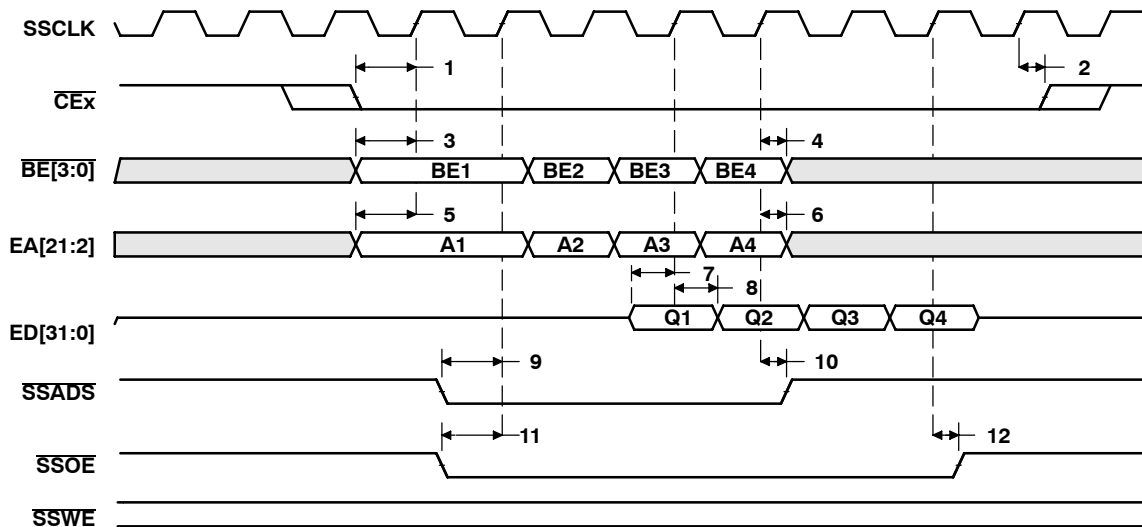 SSCLK
1 2
CEx
3 4
BE[3:0] BE1 BE2 BE3 BE4
5 6
EA[21:2] A1 A2 A3 A4
7
8
ED[31:0] Q1 Q2 Q3 Q4
9 10
SSADS
11 12
SSOE
SSWE